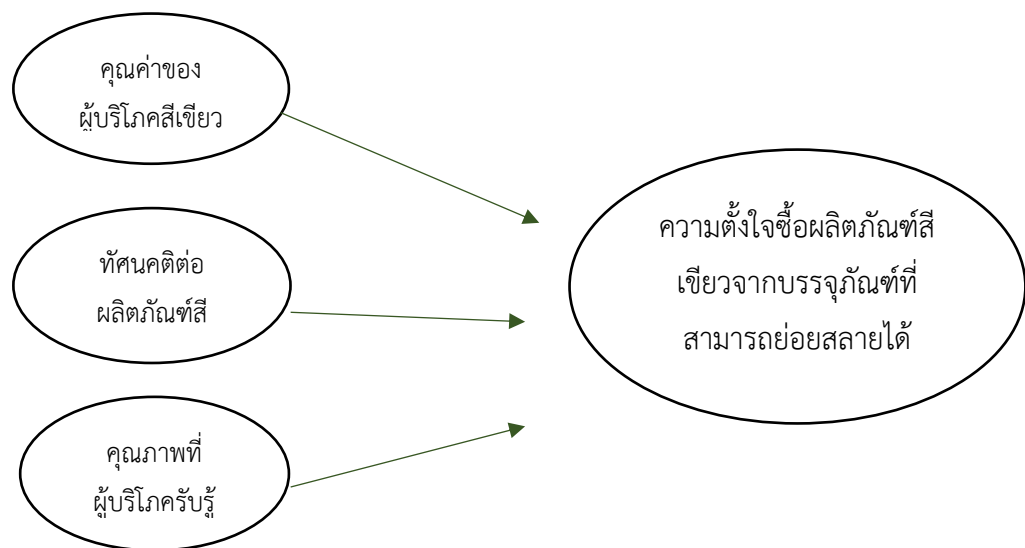 คุณค่าของ
ผู้บริโภคสีเขียว
ทัศนคติต่อ
ผลิตภัณฑ์สี
คุณภาพที่
ผู้บริโภครับรู้
ความตั้งใจซื้อผลิตภัณฑ์สี
เขียวจากบรรจุภัณฑ์ที่
สามารถย่อยสลายได้